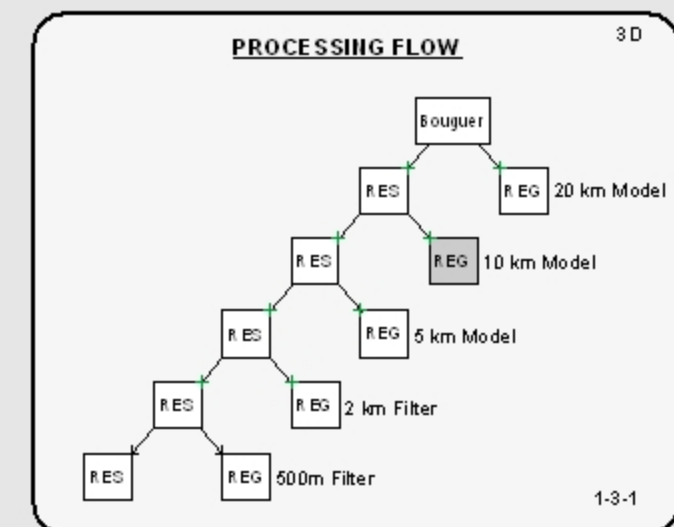 3D
PROCESSING FLOW
Bouguer
RES
REG 20 km Model
RES
REG 10 km Model
RES
REG 5 km Model
RES
REG 2 km Filter
RES
REG 500m Filter
1-3-1